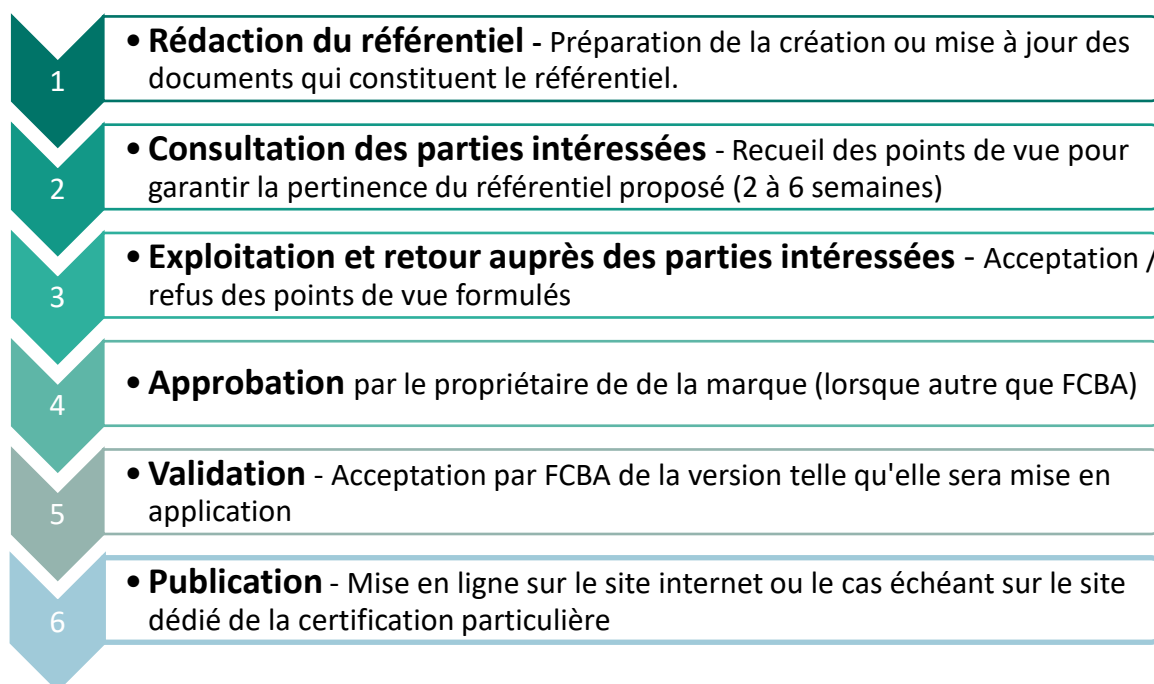 1
• Rédaction du référentiel - Préparation de la création ou mise à jour des
documents qui constituent le référentiel.
2
• Consultation des parties intéressées - Recueil des points de vue pour
garantir la pertinence du référentiel proposé (2 à 6 semaines)
3
• Exploitation et retour auprès des parties intéressées - Acceptation /
refus des points de vue formulés
4
• Approbation par le propriétaire de de la marque (lorsque autre que FCBA)
5
• Validation - Acceptation par FCBA de la version telle qu'elle sera mise en
application
6
• Publication - Mise en ligne sur le site internet ou le cas échéant sur le site
dédié de la certification particulière